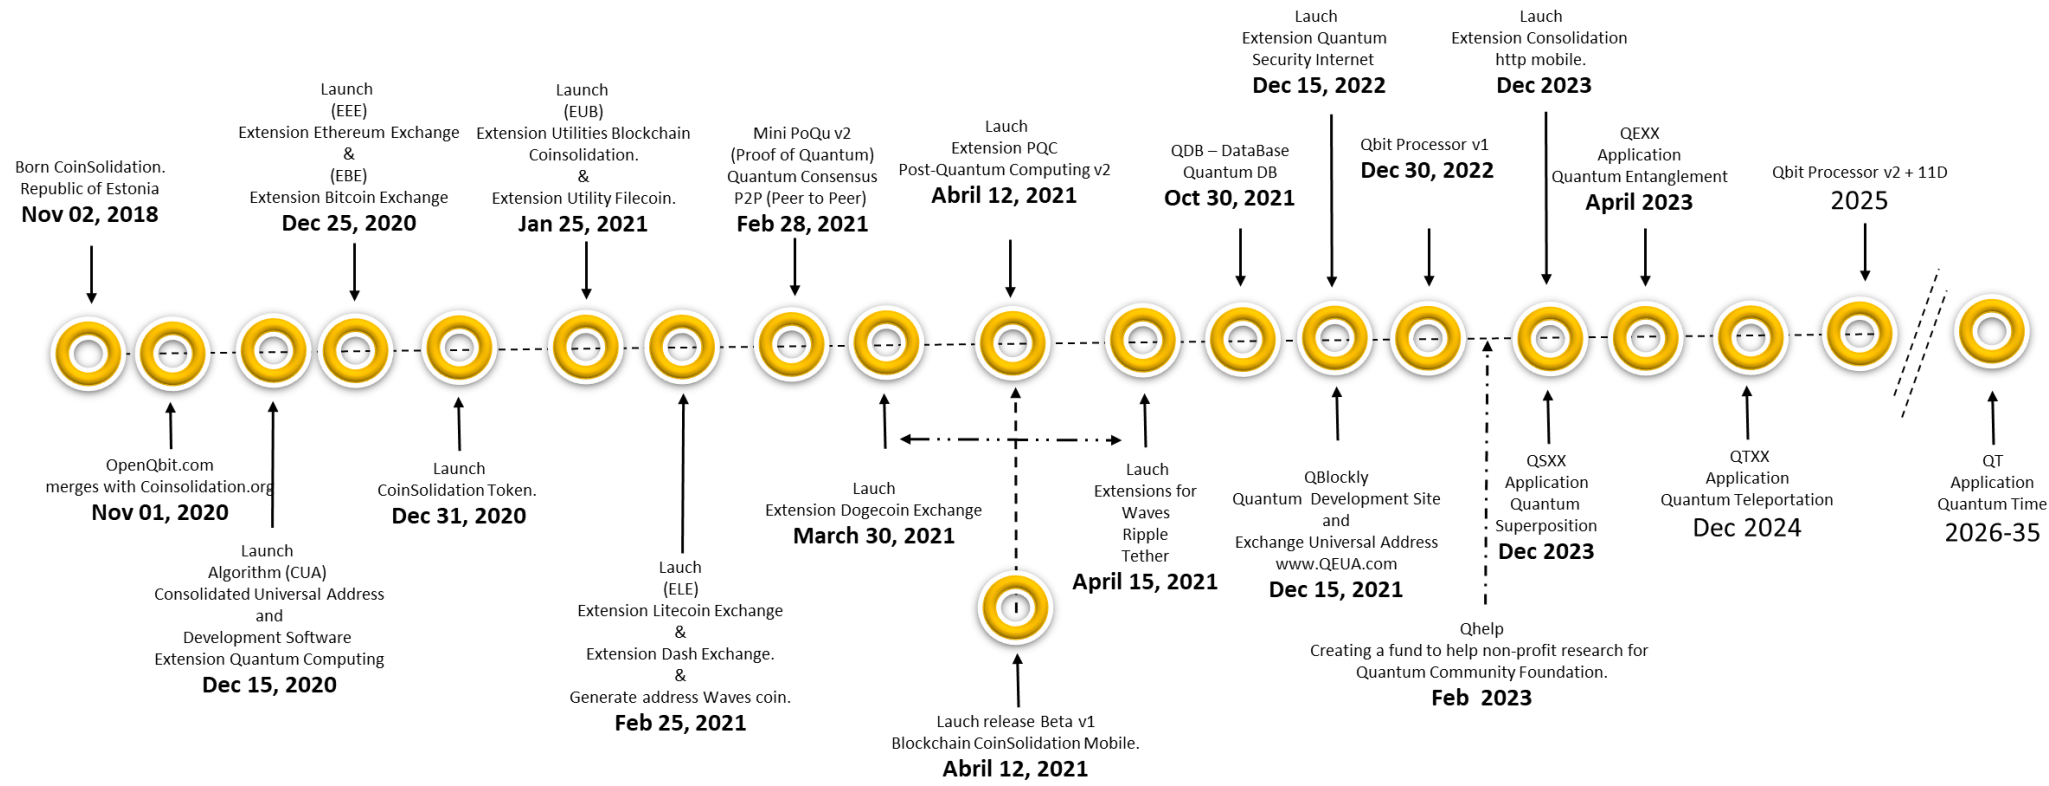 Born CoinSolidation.
Republic of Estonia
Nov 02, 2018
OpenQbit.com
merges with Coinsolidation.org
Nov 01, 2020
Launch
Algorithm (CUA)
Consolidated Universal Address
and
Development Software
Extension Quantum Computing
Dec 15, 2020
Launch
(EEE)
Extension Ethereum Exchange
&
(EBE)
Extension Bitcoin Exchange
Dec 25, 2020
Launch
CoinSolidation Token.
Dec 31, 2020
Launch
(EUB)
Extension Utilities Blockchain
Coinsolidation.
&
Extension Utility Filecoin.
Jan 25, 2021
Lauch
(ELE)
Extension Litecoin Exchange
&
Extension Dash Exchange.
&
Generate address Waves coin.
Feb 25, 2021
Mini PoQu v2
(Proof of Quantum)
Quantum Consensus
P2P (Peer to Peer)
Feb 28, 2021
Lauch
Extension Dogecoin Exchange
March 30, 2021
Lauch
Extension PQC
Post-Quantum Computing v2
Abril 12, 2021
Lauch release Beta v1
Blockchain CoinSolidation Mobile.
Abril 12, 2021
Lauch
Extensions for
Waves
Ripple
Tether
April 15, 2021
QDB – DataBase
Quantum DB
Oct 30, 2021
Lauch
Extension Quantum
Security Internet
Dec 15, 2022
QBlockly
Quantum Development Site
and
Exchange Universal Address
www.QEUA.com
Dec 15, 2021
Qbit Processor v1
Dec 30, 2022
Qhelp
Creating a fund to help non-profit research for
Quantum Community Foundation.
Feb 2023
Lauch
Extension Consolidation
http mobile.
Dec 2023
QSXX
Application
Quantum
Superposition
Dec 2023
QEXX
Application
Quantum Entanglement
April 2023
QTXX
Application
Quantum Teleportation
Dec 2024
Qbit Processor v2 + 11D
2025
QT
Application
Quantum Time
2026-35